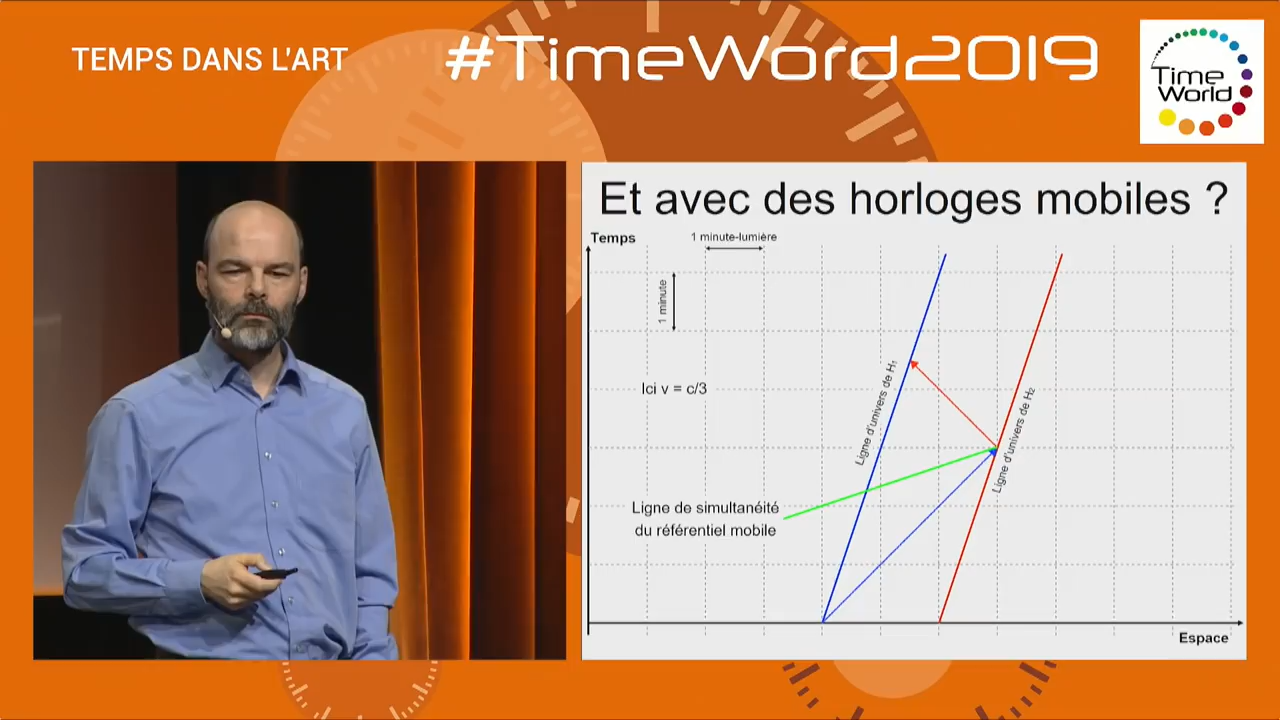 TEMPS DANS L'ART
#TimeWord2019
Time
World
Et avec des horloges mobiles ?
Temps
1 minute-lumière
1 minute
Ici v = c/3
Ligne d'univers de H₁
Ligne d'univers de H₂
Ligne de simultanéité
du référentiel mobile
Espace